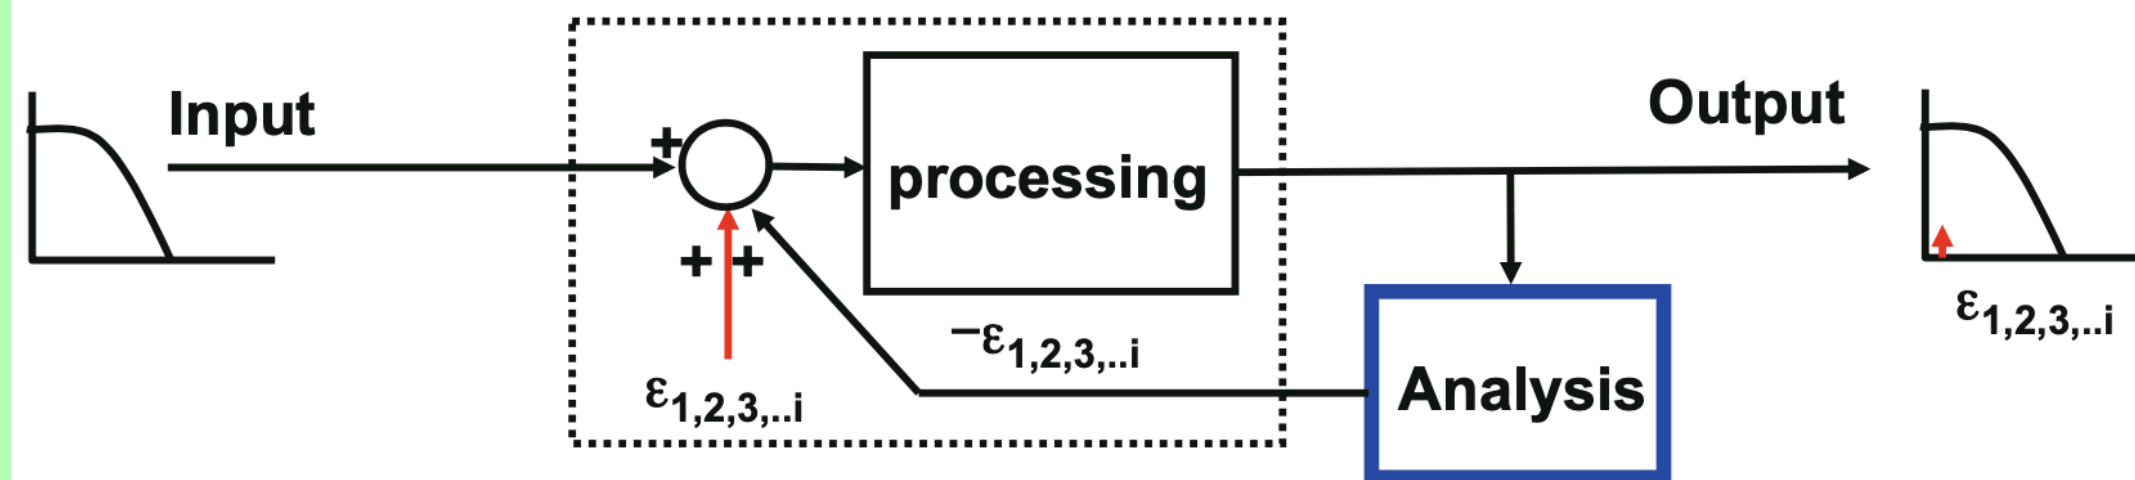 Input
Output
+
processing
+ +
−ε1,2,3,..i
ε1,2,3,..i
Analysis
ε1,2,3,..i